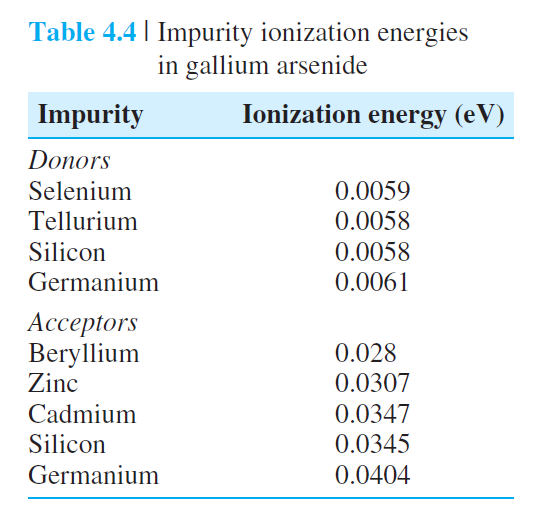 Table 4.4 | Impurity ionization energies
in gallium arsenide
Impurity Ionization energy (eV)
Donors
Selenium 0.0059
Tellurium 0.0058
Silicon 0.0058
Germanium 0.0061
Acceptors
Beryllium 0.028
Zinc 0.0307
Cadmium 0.0347
Silicon 0.0345
Germanium 0.0404